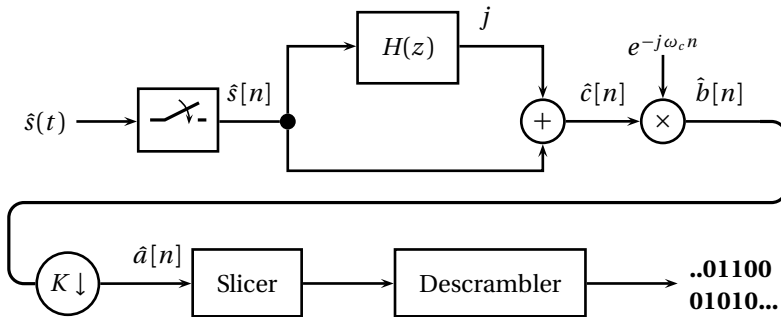 H(z)
j
e^{-jω_c n}
ŝ(t)
ŝ[n]
+
ĉ[n]
×
b̂[n]
K↓
â[n]
Slicer
Descrambler
..01100
01010...